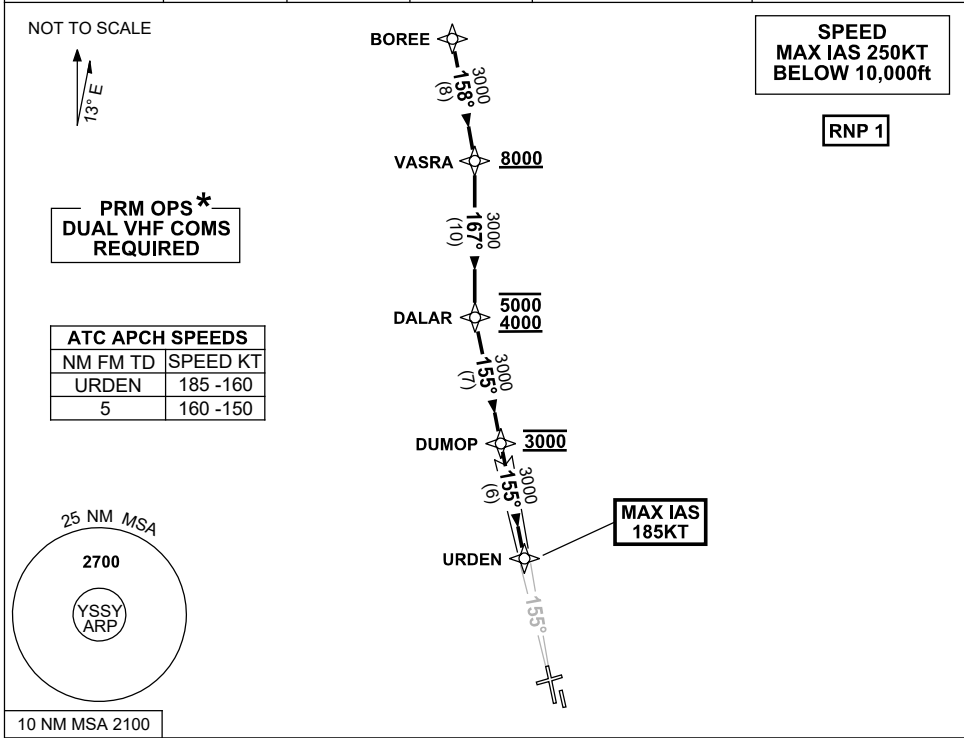 NOT TO SCALE
13° E
BOREE
3000
158°
(8)
SPEED
MAX IAS 250KT
BELOW 10,000ft
RNP 1
VASRA
8000
PRM OPS*
DUAL VHF COMS
REQUIRED
3000
167°
(10)
DALAR
5000
4000
ATC APCH SPEEDS
NM FM TD SPEED KT
URDEN 185 -160
5 160 -150
3000
155°
(7)
DUMOP
3000
3000
155°
(6)
MAX IAS
185KT
URDEN
155°
25 NM MSA
2700
YSSY
ARP
10 NM MSA 2100